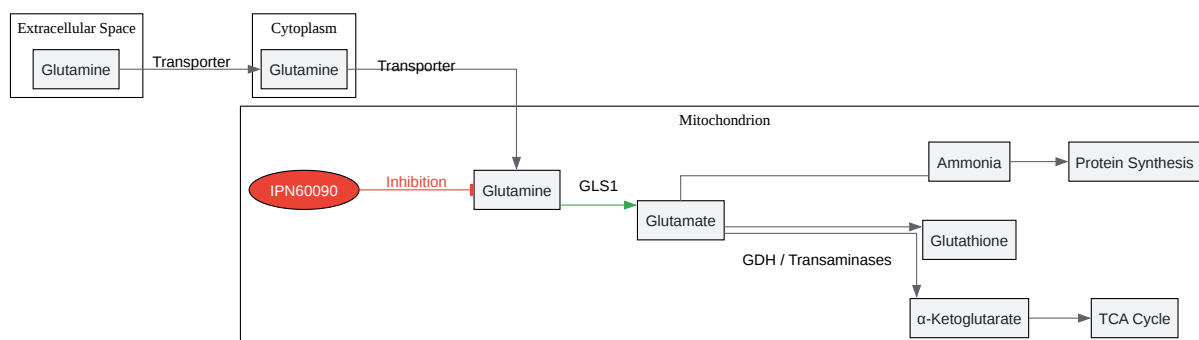 Extracellular Space
Cytoplasm
Glutamine
Transporter
Glutamine
Transporter
Mitochondrion
Ammonia
Protein Synthesis
IPN60090
Inhibition
Glutamine
GLS1
Glutamate
Glutathione
GDH / Transaminases
α-Ketoglutarate
TCA Cycle